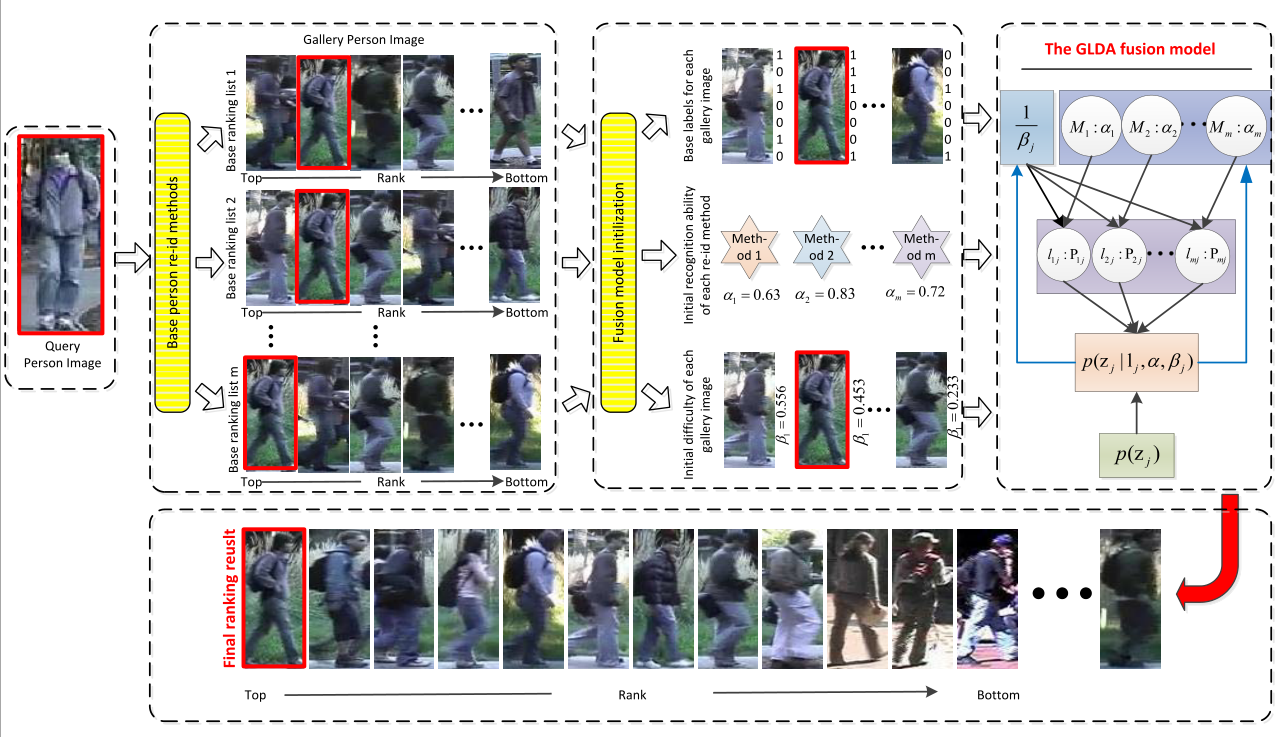 Query
Person Image
Base person re-id methods
Gallery Person Image
Base ranking list 1
Top
Rank
Bottom
Base ranking list 2
Top
Rank
Bottom
Base ranking list m
Top
Rank
Bottom
Fusion model initilization
Base labels for each
gallery image
1
0
1
0
0
1
1
0
1
1
1
0
1
0
0
1
0
0
1
0
1
0
0
1
Initial recognition ability
of each re-id method
Meth-
od 1
Meth-
od 2
Meth-
od m
α₁ = 0.63
α₂ = 0.83
αₘ = 0.72
Initial difficulty of each
gallery image
β₁ = 0.556
β₁ = 0.453
β₁ = 0.233
The GLDA fusion model
1
βⱼ
M₁ : α₁
M₂ : α₂
Mₘ : αₘ
l₁ⱼ : P₁ⱼ
l₂ⱼ : P₂ⱼ
lₘⱼ : Pₘⱼ
p(zⱼ | lⱼ, α, βⱼ)
p(zⱼ)
Final ranking reuslt
Top
Rank
Bottom